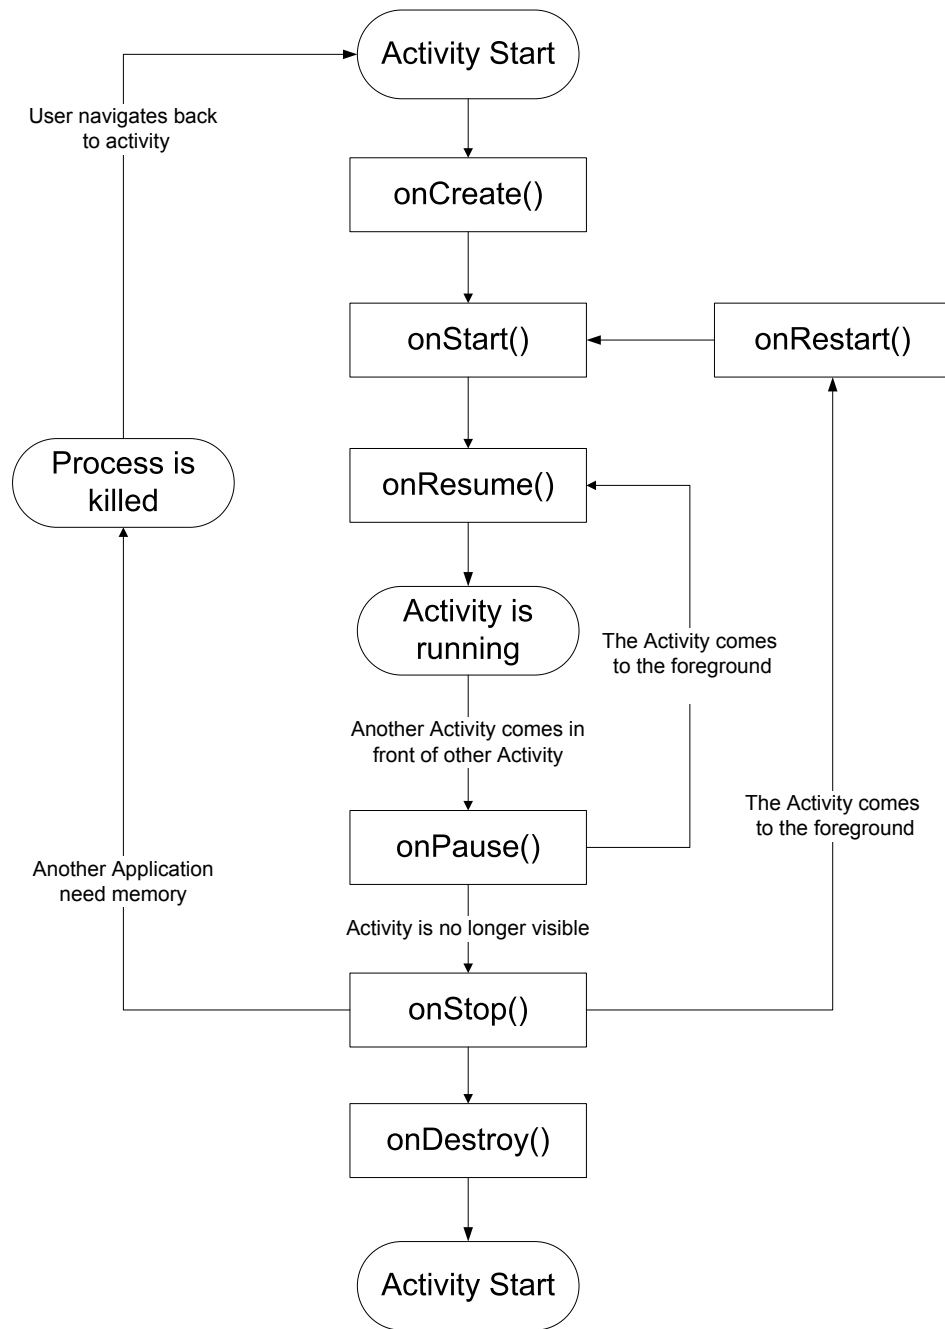 Activity Start
User navigates back
to activity
onCreate()
onStart()
onRestart()
Process is
killed
onResume()
Activity is
running
The Activity comes
to the foreground
Another Activity comes in
front of other Activity
The Activity comes
to the foreground
onPause()
Another Application
need memory
Activity is no longer visible
onStop()
onDestroy()
Activity Start